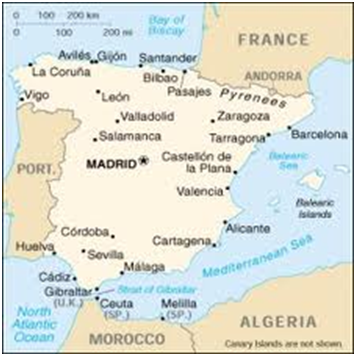 0 100 200 km
0 100 200 mi
Bay of
Biscay
FRANCE
Avilés Gijón Santander
La Coruña
Bilbao
ANDORRA
Pasajes
Pyrenees
Vigo
León
Valladolid
Zaragoza
Salamanca
Tarragona
Barcelona
PORT.
MADRID
Castellón de
la Plana
Balearic
Sea
Valencia
Balearic
Islands
Córdoba
Alicante
Huelva
Sevilla
Cartagena
Mediterranean Sea
Málaga
Cádiz
Gibraltar
(U.K.)
Strait of Gibraltar
Ceuta
(SP.)
Melilla
(SP.)
North
Atlantic
Ocean
MOROCCO
ALGERIA
Canary Islands are not shown.